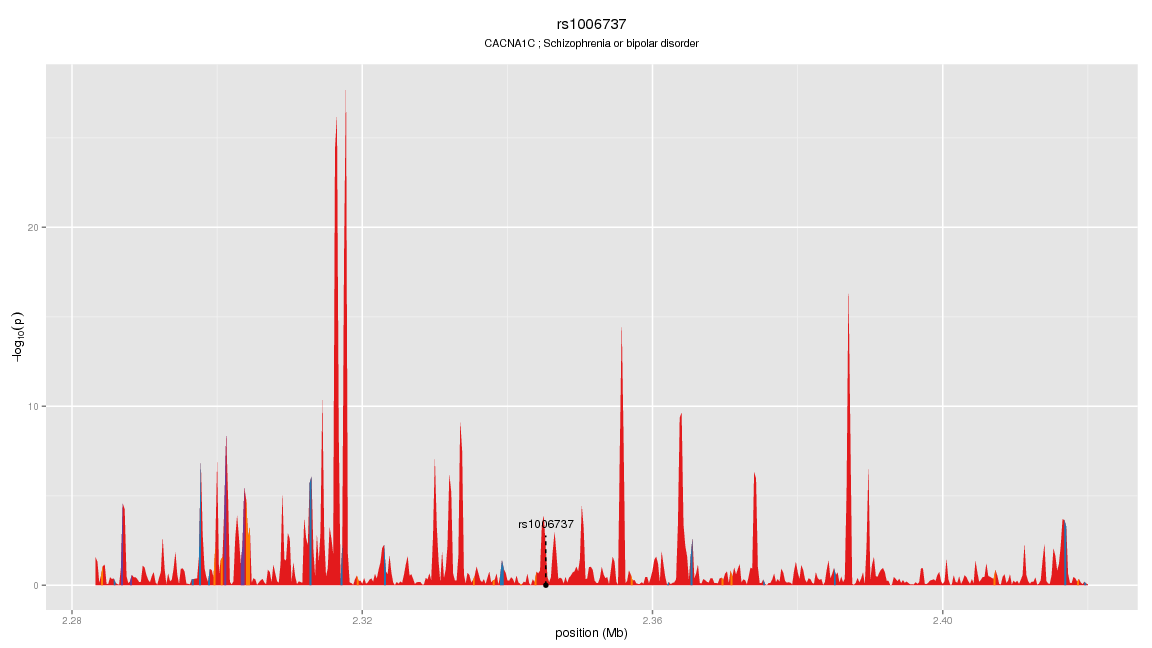 rs1006737
CACNA1C ; Schizophrenia or bipolar disorder
−log10(p)
20
10
0
rs1006737
2.28
2.32
2.36
2.40
position (Mb)